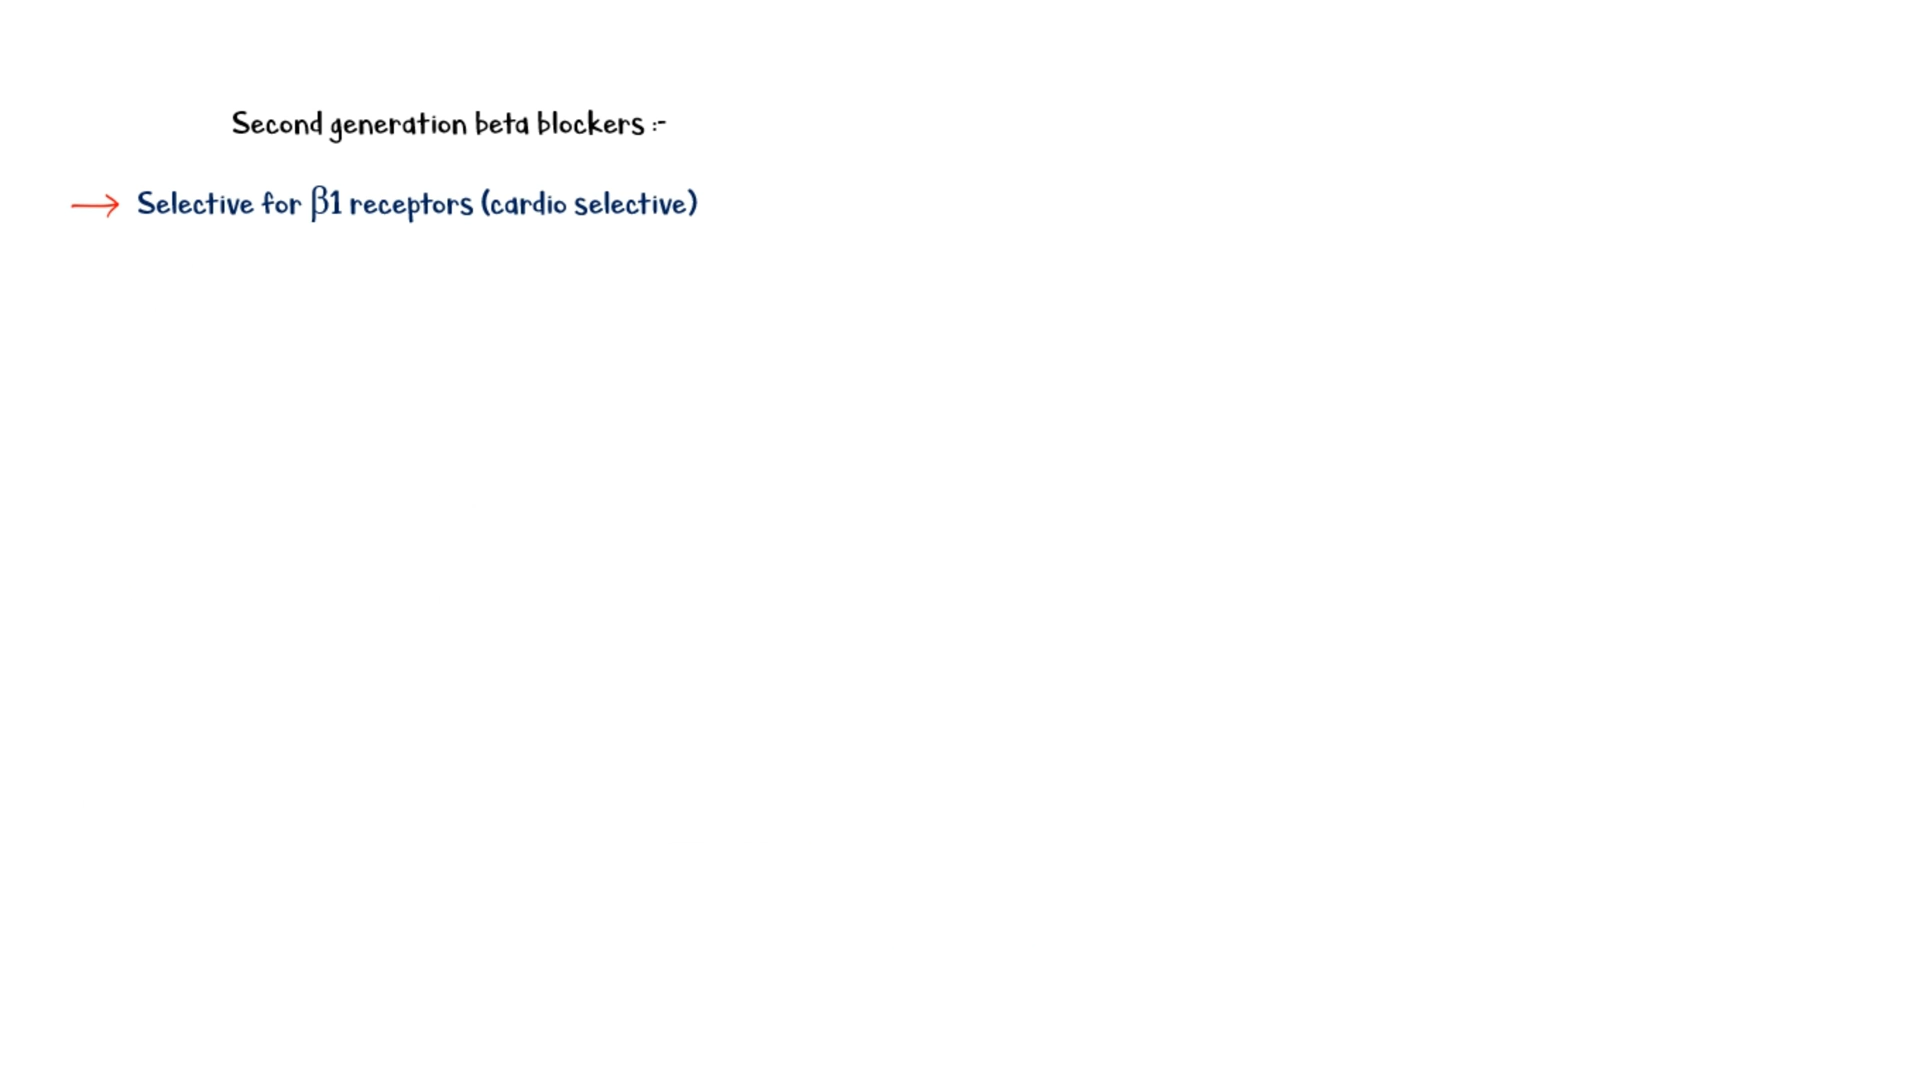 Second generation beta blockers :-
→ Selective for β1 receptors (cardio selective)